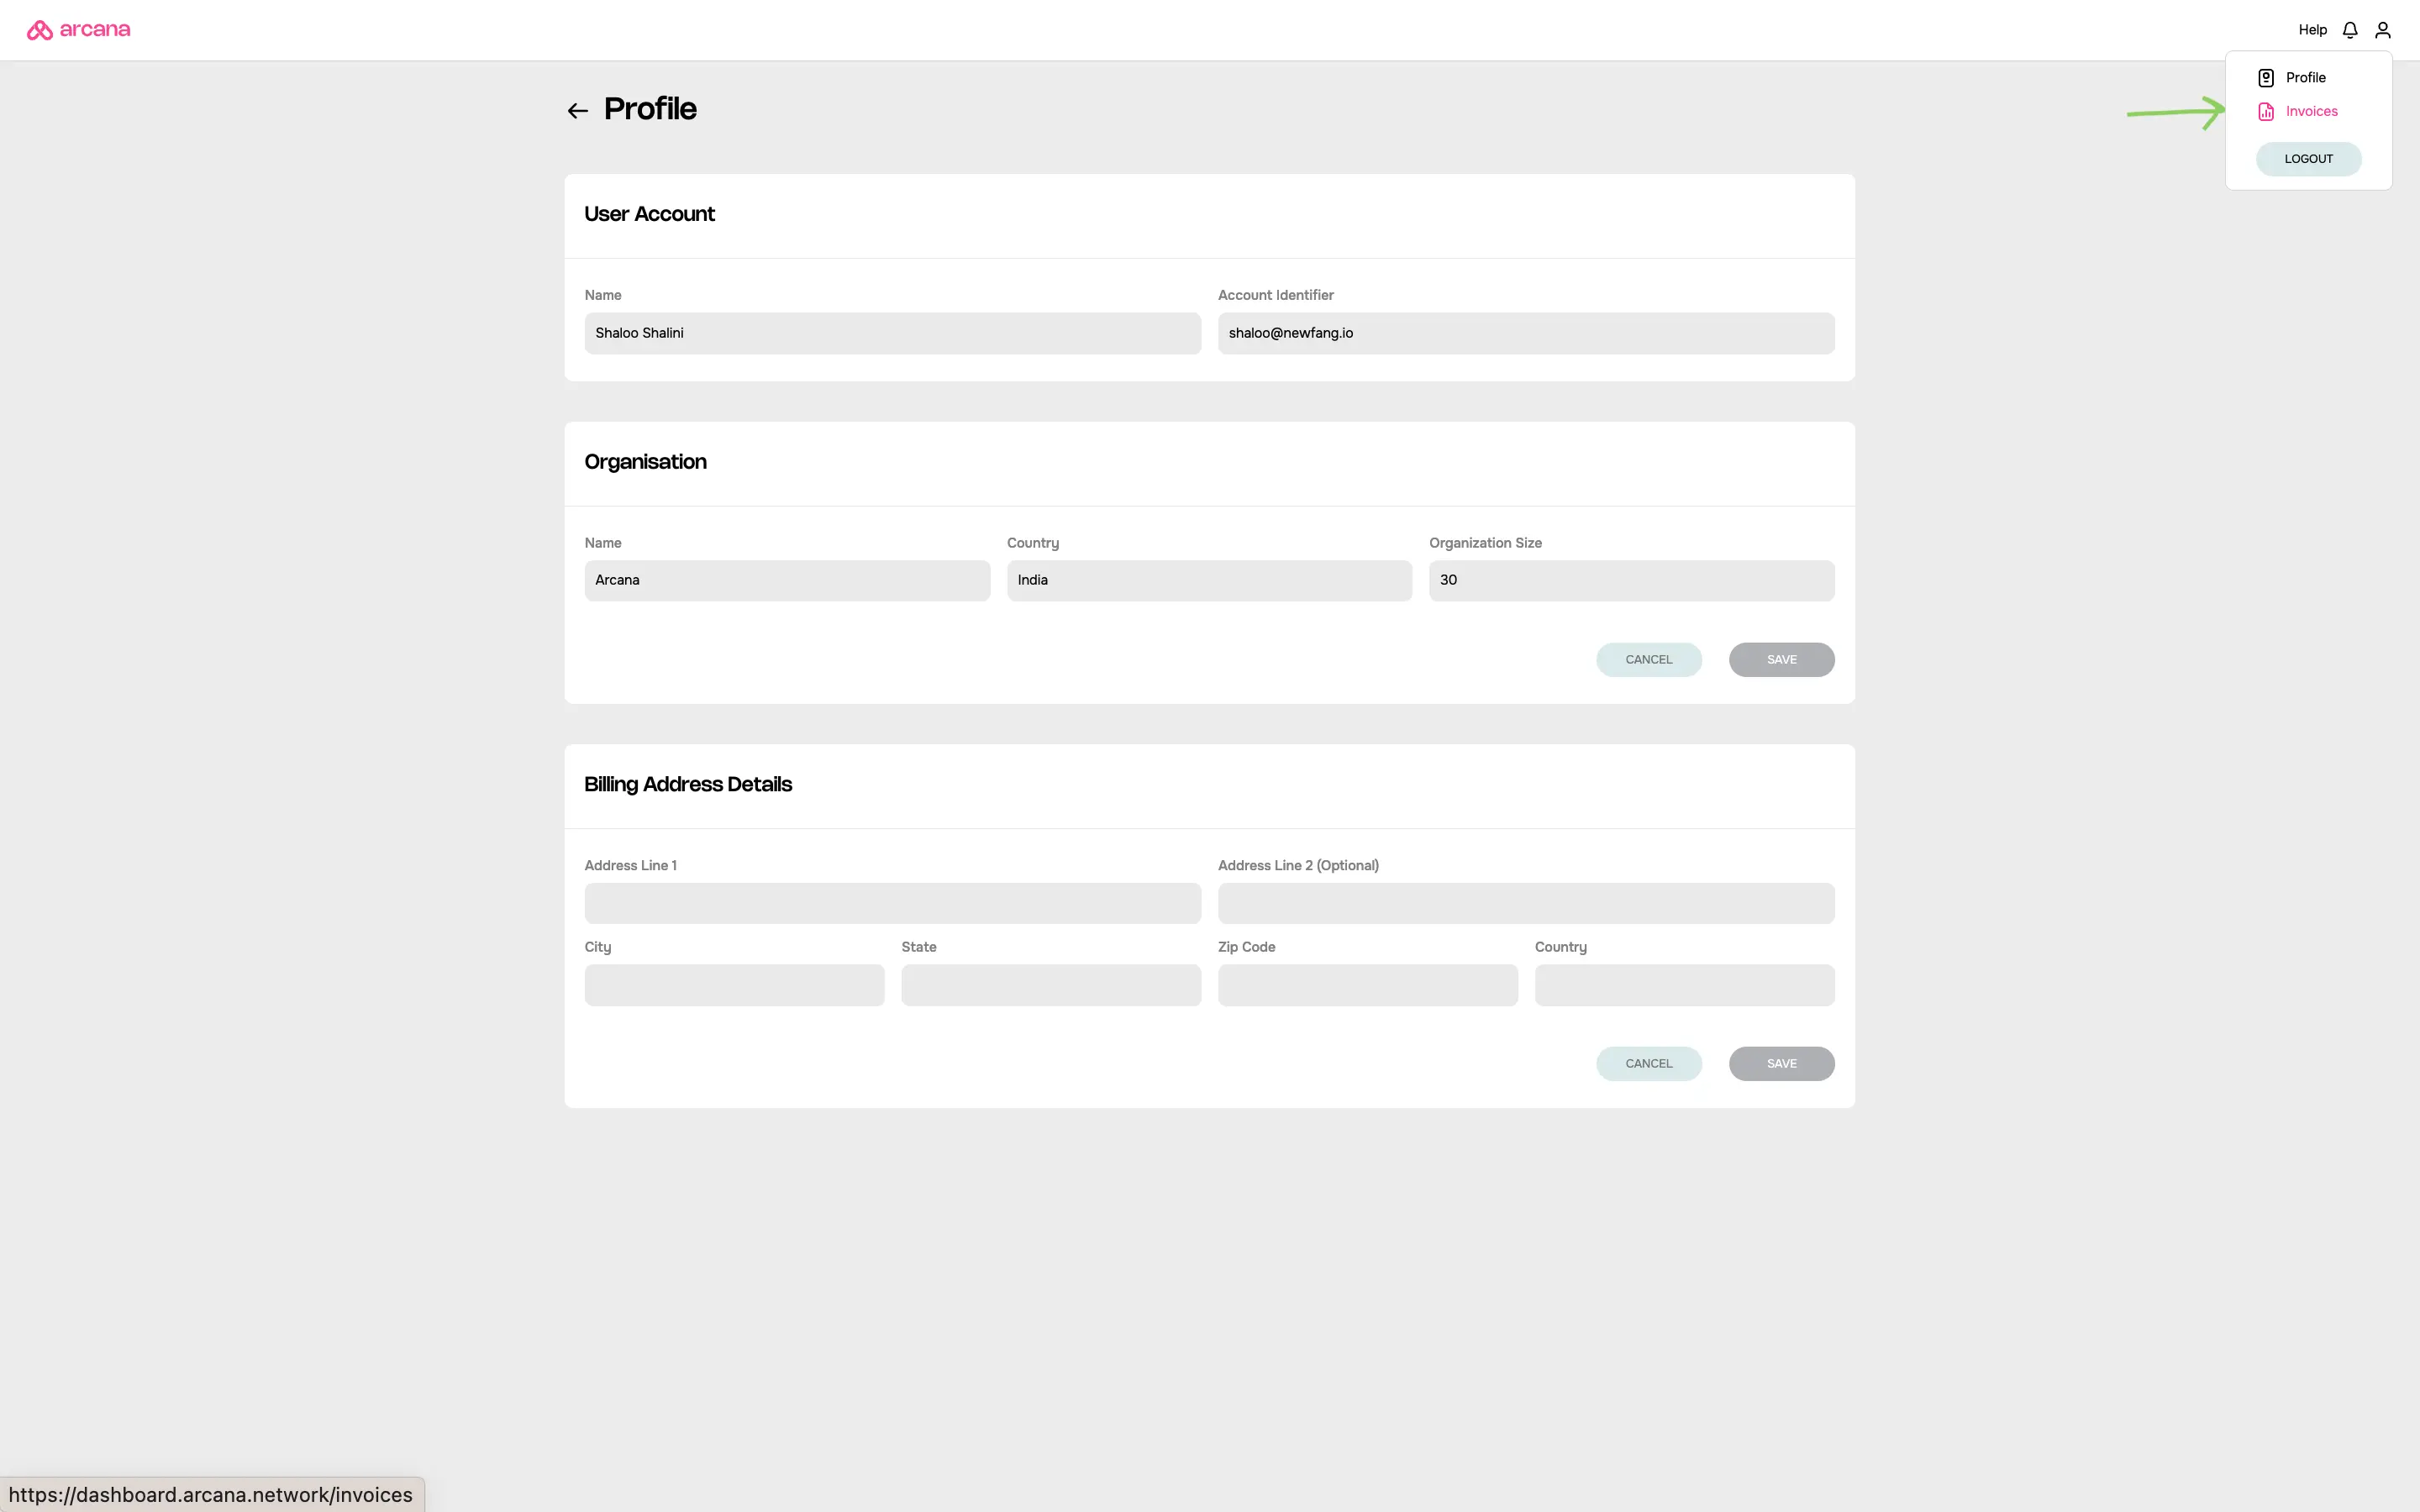 arcana
Help
Profile
Invoices
LOGOUT
Profile
User Account
Name
Account Identifier
Shaloo Shalini
shaloo@newfang.io
Organisation
Name
Country
Organization Size
Arcana
India
30
CANCEL
SAVE
Billing Address Details
Address Line 1
Address Line 2 (Optional)
City
State
Zip Code
Country
CANCEL
SAVE
https://dashboard.arcana.network/invoices